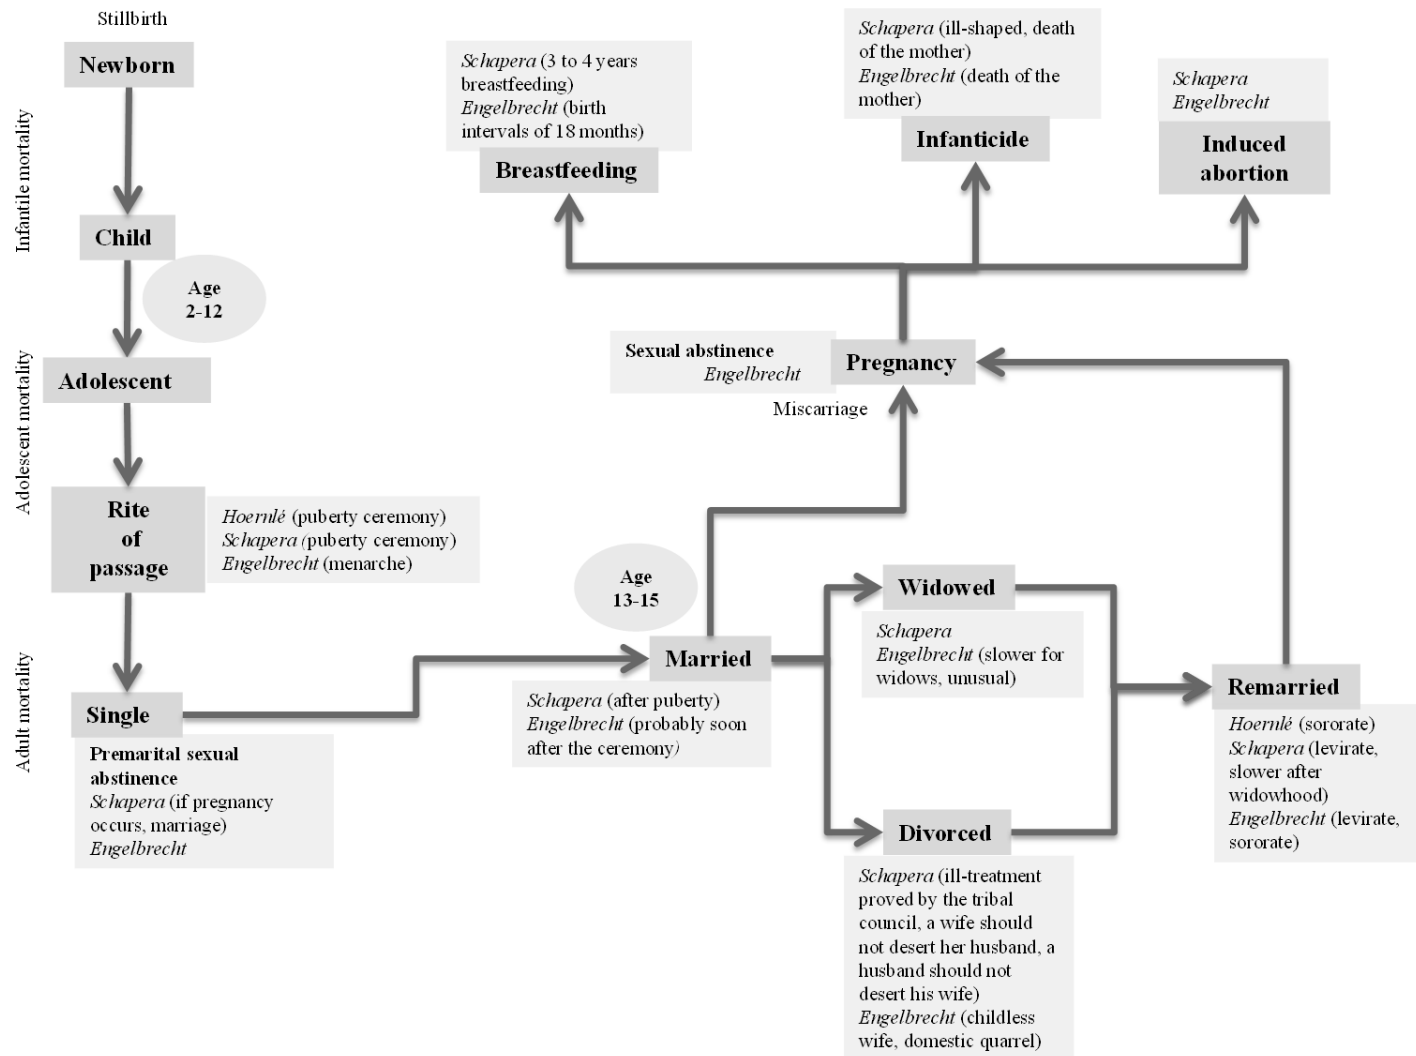 Stillbirth
Newborn
Infantile mortality
Child
Age
2-12
Adolescent mortality
Adolescent
Rite
of
passage
Hoernlé (puberty ceremony)
Schapera (puberty ceremony)
Engelbrecht (menarche)
Adult mortality
Single
Premarital sexual
abstinence
Schapera (if pregnancy
occurs, marriage)
Engelbrecht
Schapera (3 to 4 years
breastfeeding)
Engelbrecht (birth
intervals of 18 months)
Breastfeeding
Schapera (ill-shaped, death
of the mother)
Engelbrecht (death of the
mother)
Infanticide
Schapera
Engelbrecht
Induced
abortion
Sexual abstinence
Engelbrecht
Pregnancy
Miscarriage
Age
13-15
Married
Schapera (after puberty)
Engelbrecht (probably soon
after the ceremony)
Widowed
Schapera
Engelbrecht (slower for
widows, unusual)
Divorced
Schapera (ill-treatment
proved by the tribal
council, a wife should
not desert her husband, a
husband should not
desert his wife)
Engelbrecht (childless
wife, domestic quarrel)
Remarried
Hoernlé (sororate)
Schapera (levirate,
slower after
widowhood)
Engelbrecht (levirate,
sororate)